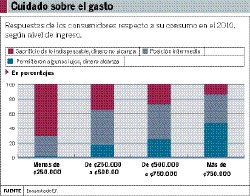 Cuidado sobre el gasto
Respuestas de los consumidores respecto a su consumo en el 2010,
según nivel de ingreso.
Sacrificio de lo indispensable, dinero no alcanza
Posición intermedia
Permitieron algunos lujos, dinero alcanza
En porcentajes
100
80
60
40
20
0
Menos de
¢250.000
De ¢250.000
a ¢500.00
De ¢500.000
a ¢750.000
Más de
¢750.000
FUENTE